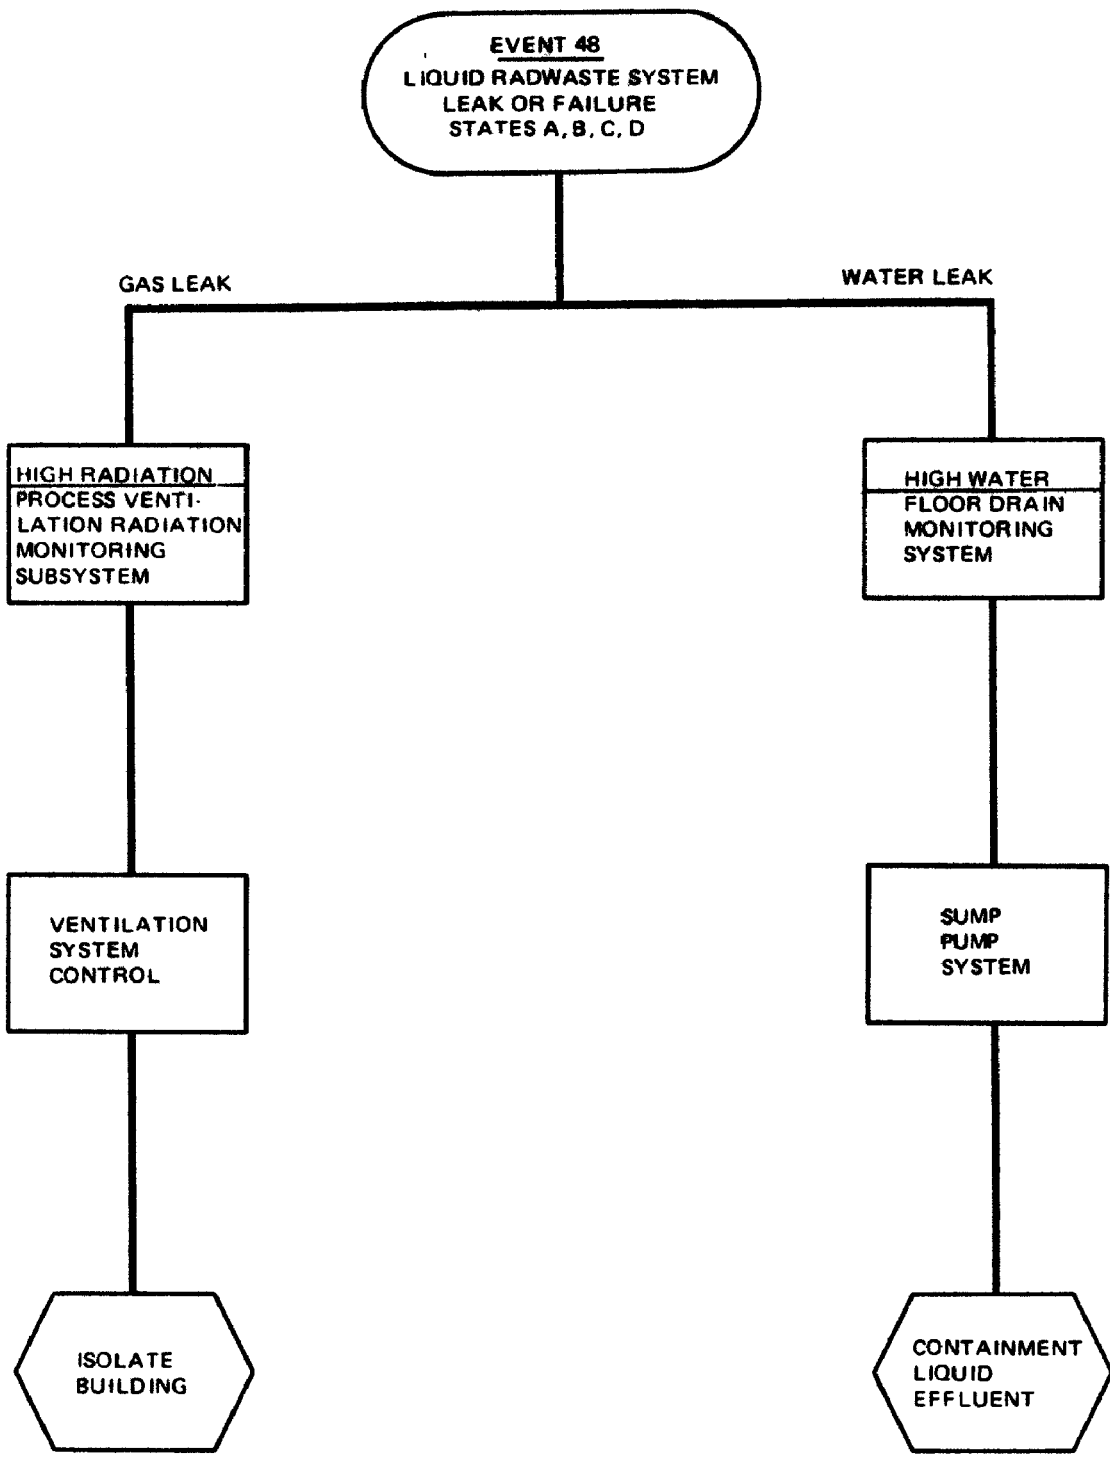 EVENT 48
LIQUID RADWASTE SYSTEM
LEAK OR FAILURE
STATES A, B, C, D
GAS LEAK
WATER LEAK
HIGH RADIATION
PROCESS VENTI-
LATION RADIATION
MONITORING
SUBSYSTEM
HIGH WATER
FLOOR DRAIN
MONITORING
SYSTEM
VENTILATION
SYSTEM
CONTROL
SUMP
PUMP
SYSTEM
ISOLATE
BUILDING
CONTAINMENT
LIQUID
EFFLUENT